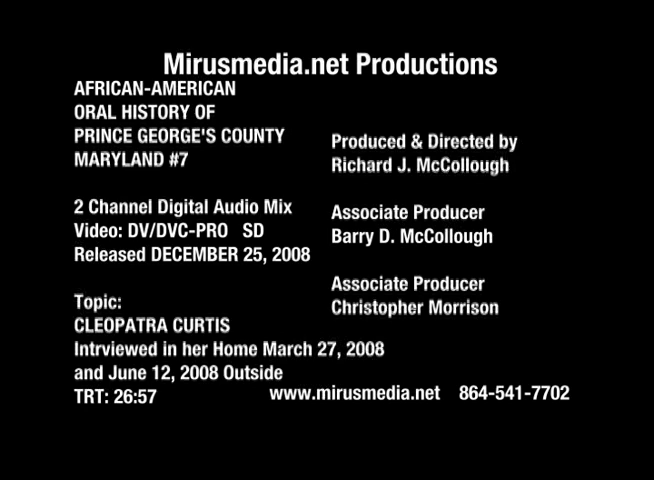 Mirusmedia.net Productions
AFRICAN-AMERICAN
ORAL HISTORY OF
PRINCE GEORGE'S COUNTY
MARYLAND #7
2 Channel Digital Audio Mix
Video: DV/DVC-PRO SD
Released DECEMBER 25, 2008
Topic:
CLEOPATRA CURTIS
Intrviewed in her Home March 27, 2008
and June 12, 2008 Outside
TRT: 26:57
Produced & Directed by
Richard J. McCollough
Associate Producer
Barry D. McCollough
Associate Producer
Christopher Morrison
www.mirusmedia.net 864-541-7702